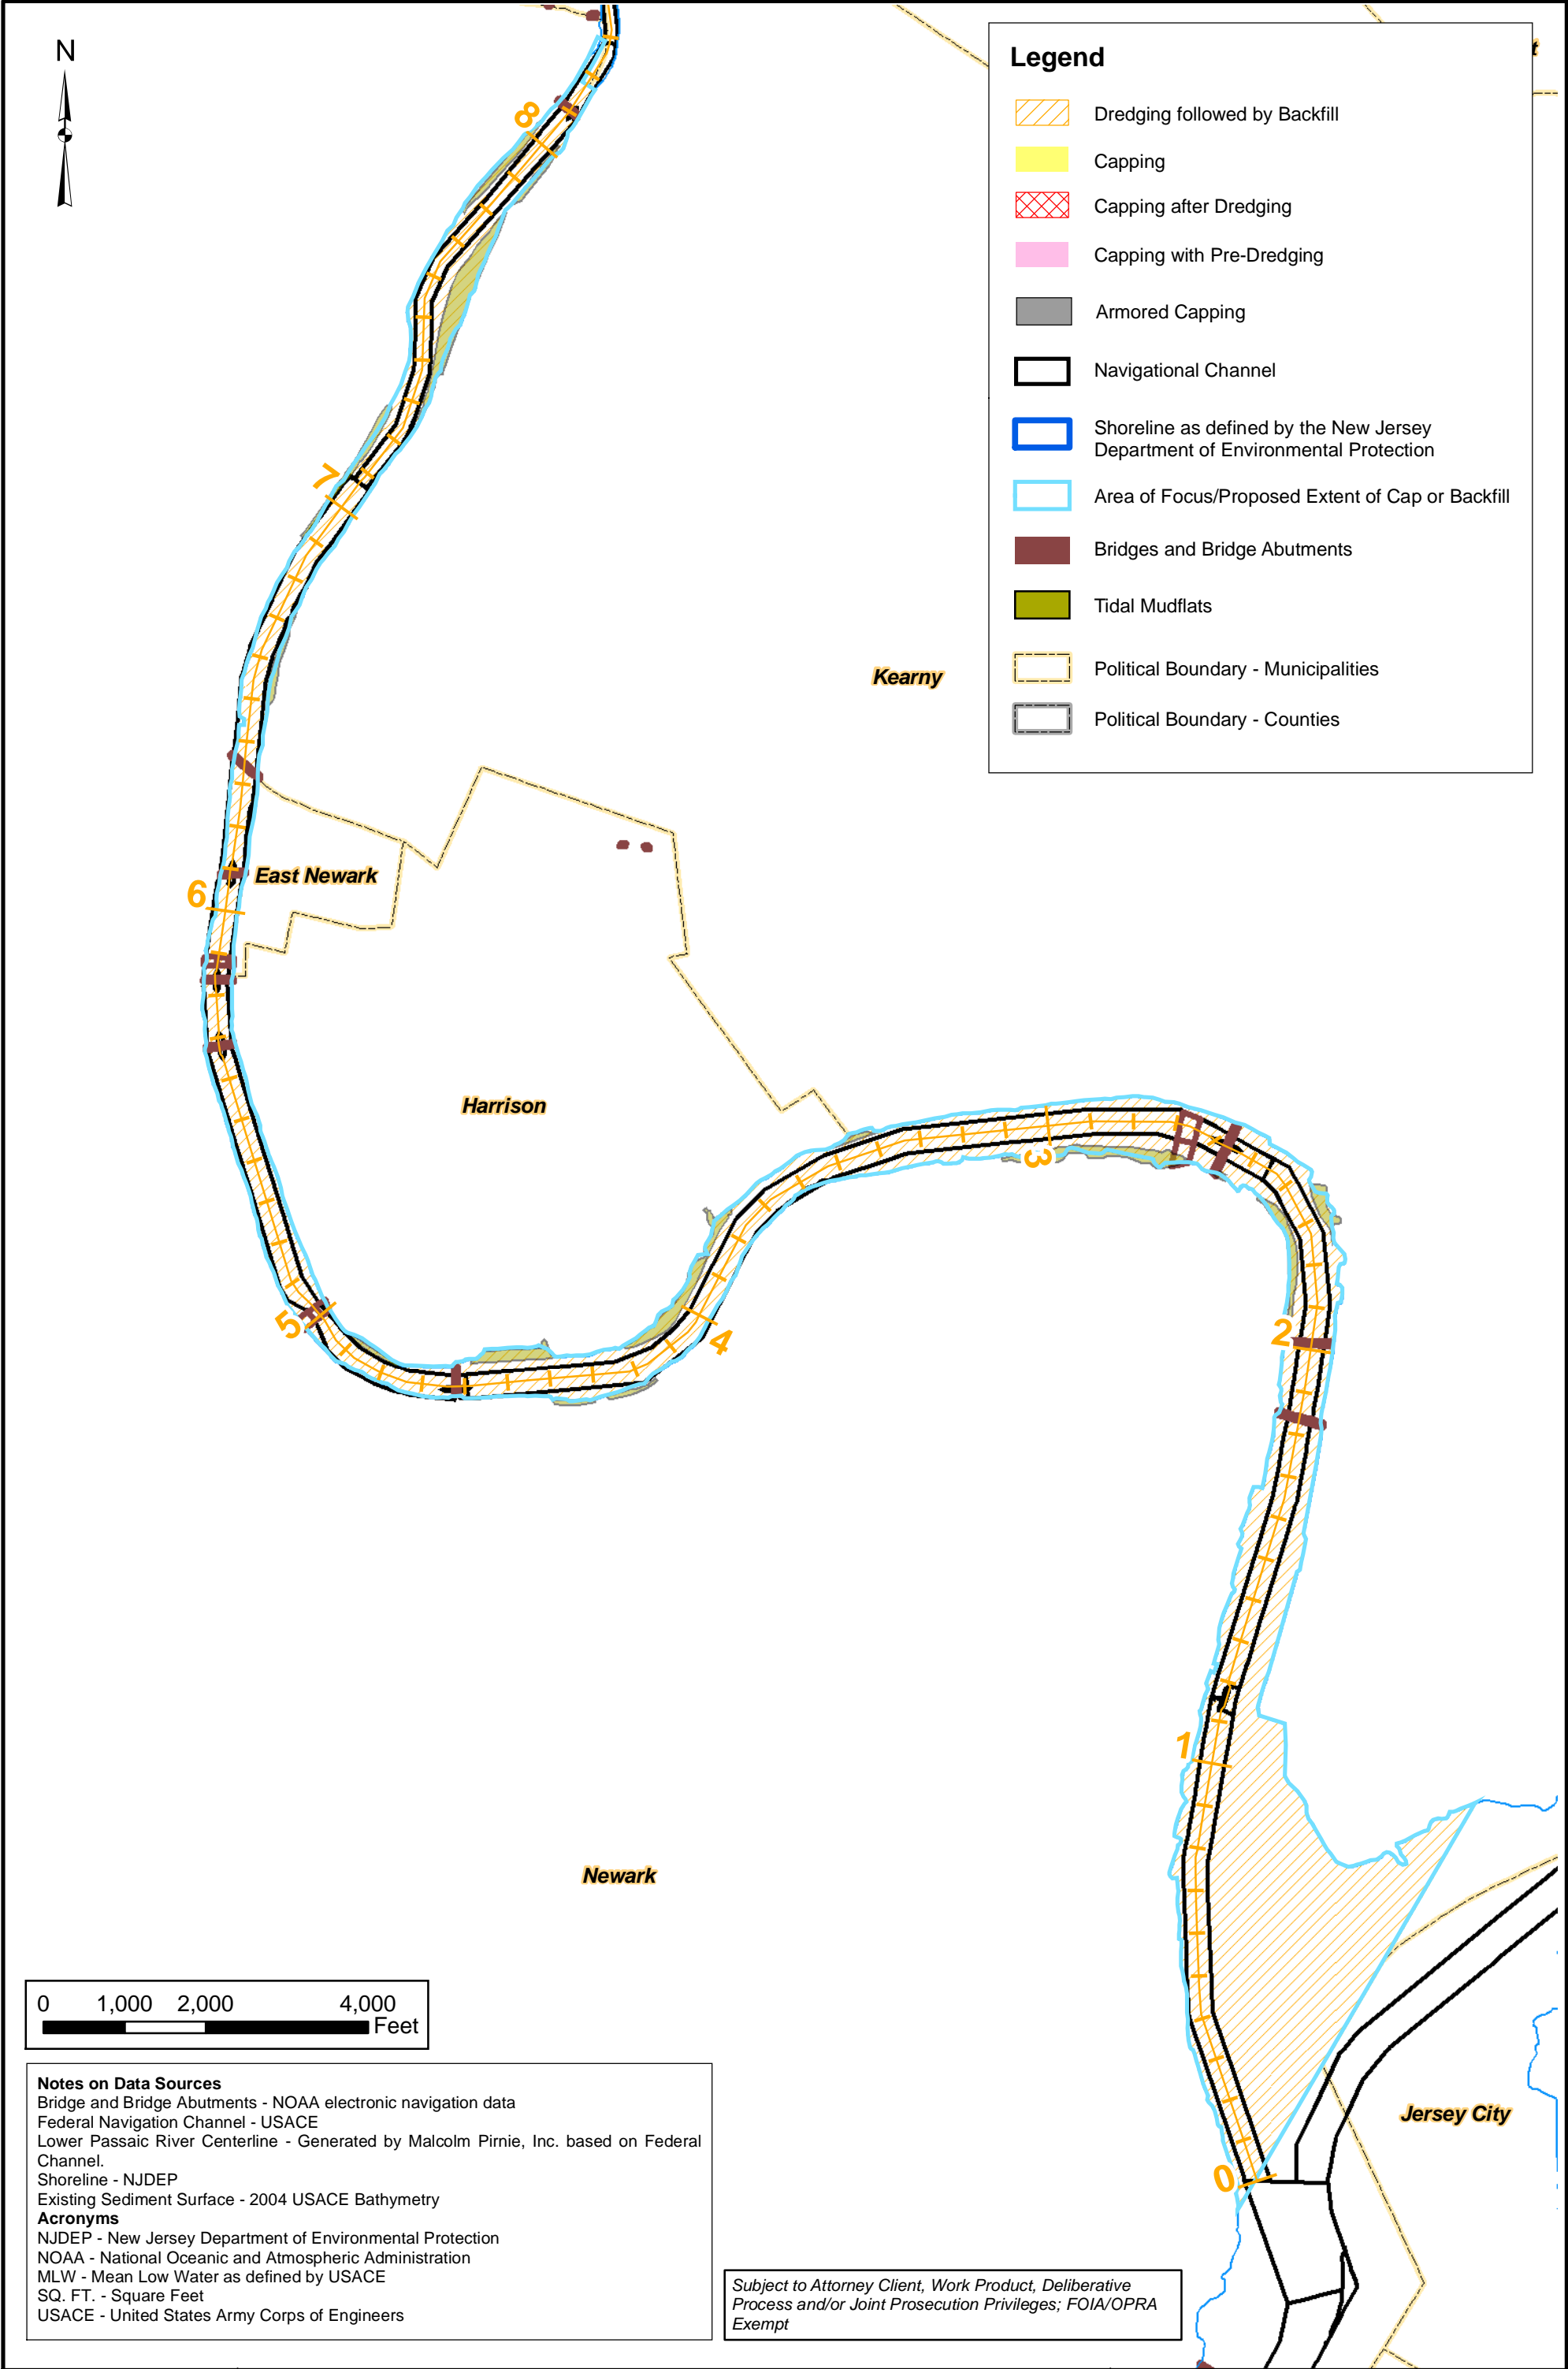 N
Legend
Dredging followed by Backfill
Capping
Capping after Dredging
Capping with Pre-Dredging
Armored Capping
Navigational Channel
Shoreline as defined by the New Jersey
Department of Environmental Protection
Area of Focus/Proposed Extent of Cap or Backfill
Bridges and Bridge Abutments
Tidal Mudflats
Political Boundary - Municipalities
Political Boundary - Counties
t
8
7
Kearny
6
East Newark
Harrison
3
5
4
2
1
Newark
0
Jersey City
0 1,000 2,000 4,000
Feet
Notes on Data Sources
Bridge and Bridge Abutments - NOAA electronic navigation data
Federal Navigation Channel - USACE
Lower Passaic River Centerline - Generated by Malcolm Pirnie, Inc. based on Federal
Channel.
Shoreline - NJDEP
Existing Sediment Surface - 2004 USACE Bathymetry
Acronyms
NJDEP - New Jersey Department of Environmental Protection
NOAA - National Oceanic and Atmospheric Administration
MLW - Mean Low Water as defined by USACE
SQ. FT. - Square Feet
USACE - United States Army Corps of Engineers
Subject to Attorney Client, Work Product, Deliberative
Process and/or Joint Prosecution Privileges; FOIA/OPRA
Exempt